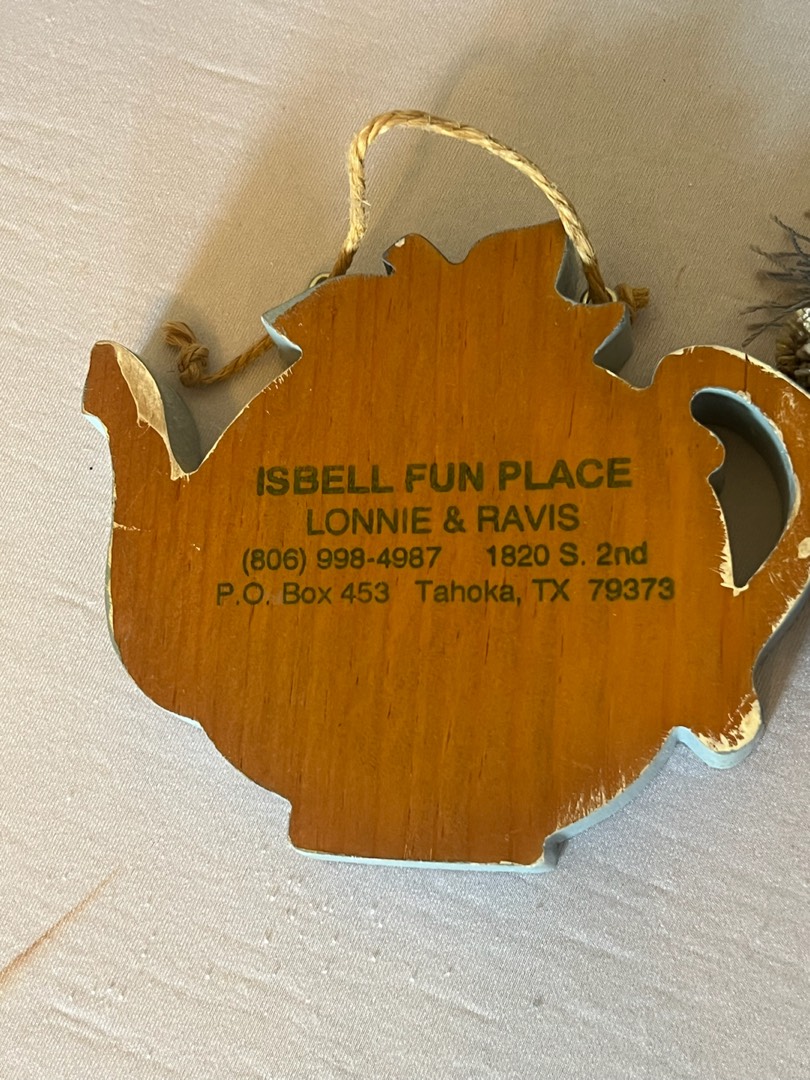 ISBELL FUN PLACE
LONNIE & RAVIS
(806) 998-4987 1820 S. 2nd
P.O. Box 453 Tahoka, TX 79373